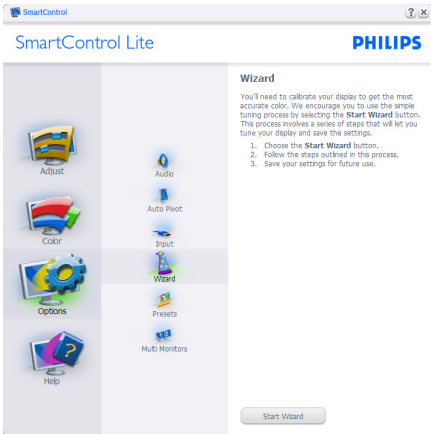 SmartControl
SmartControl Lite
PHILIPS
Adjust
Color
Options
Help
Audio
Auto Pivot
Input
Wizard
Presets
Multi Monitors
Wizard
You'll need to calibrate your display to get the most
accurate color. We encourage you to use the simple
tuning process by selecting the Start Wizard button.
This process involves a series of steps that will let you
tune your display and save the settings.
1. Choose the Start Wizard button.
2. Follow the steps outlined in this process.
3. Save your settings for future use.
Start Wizard